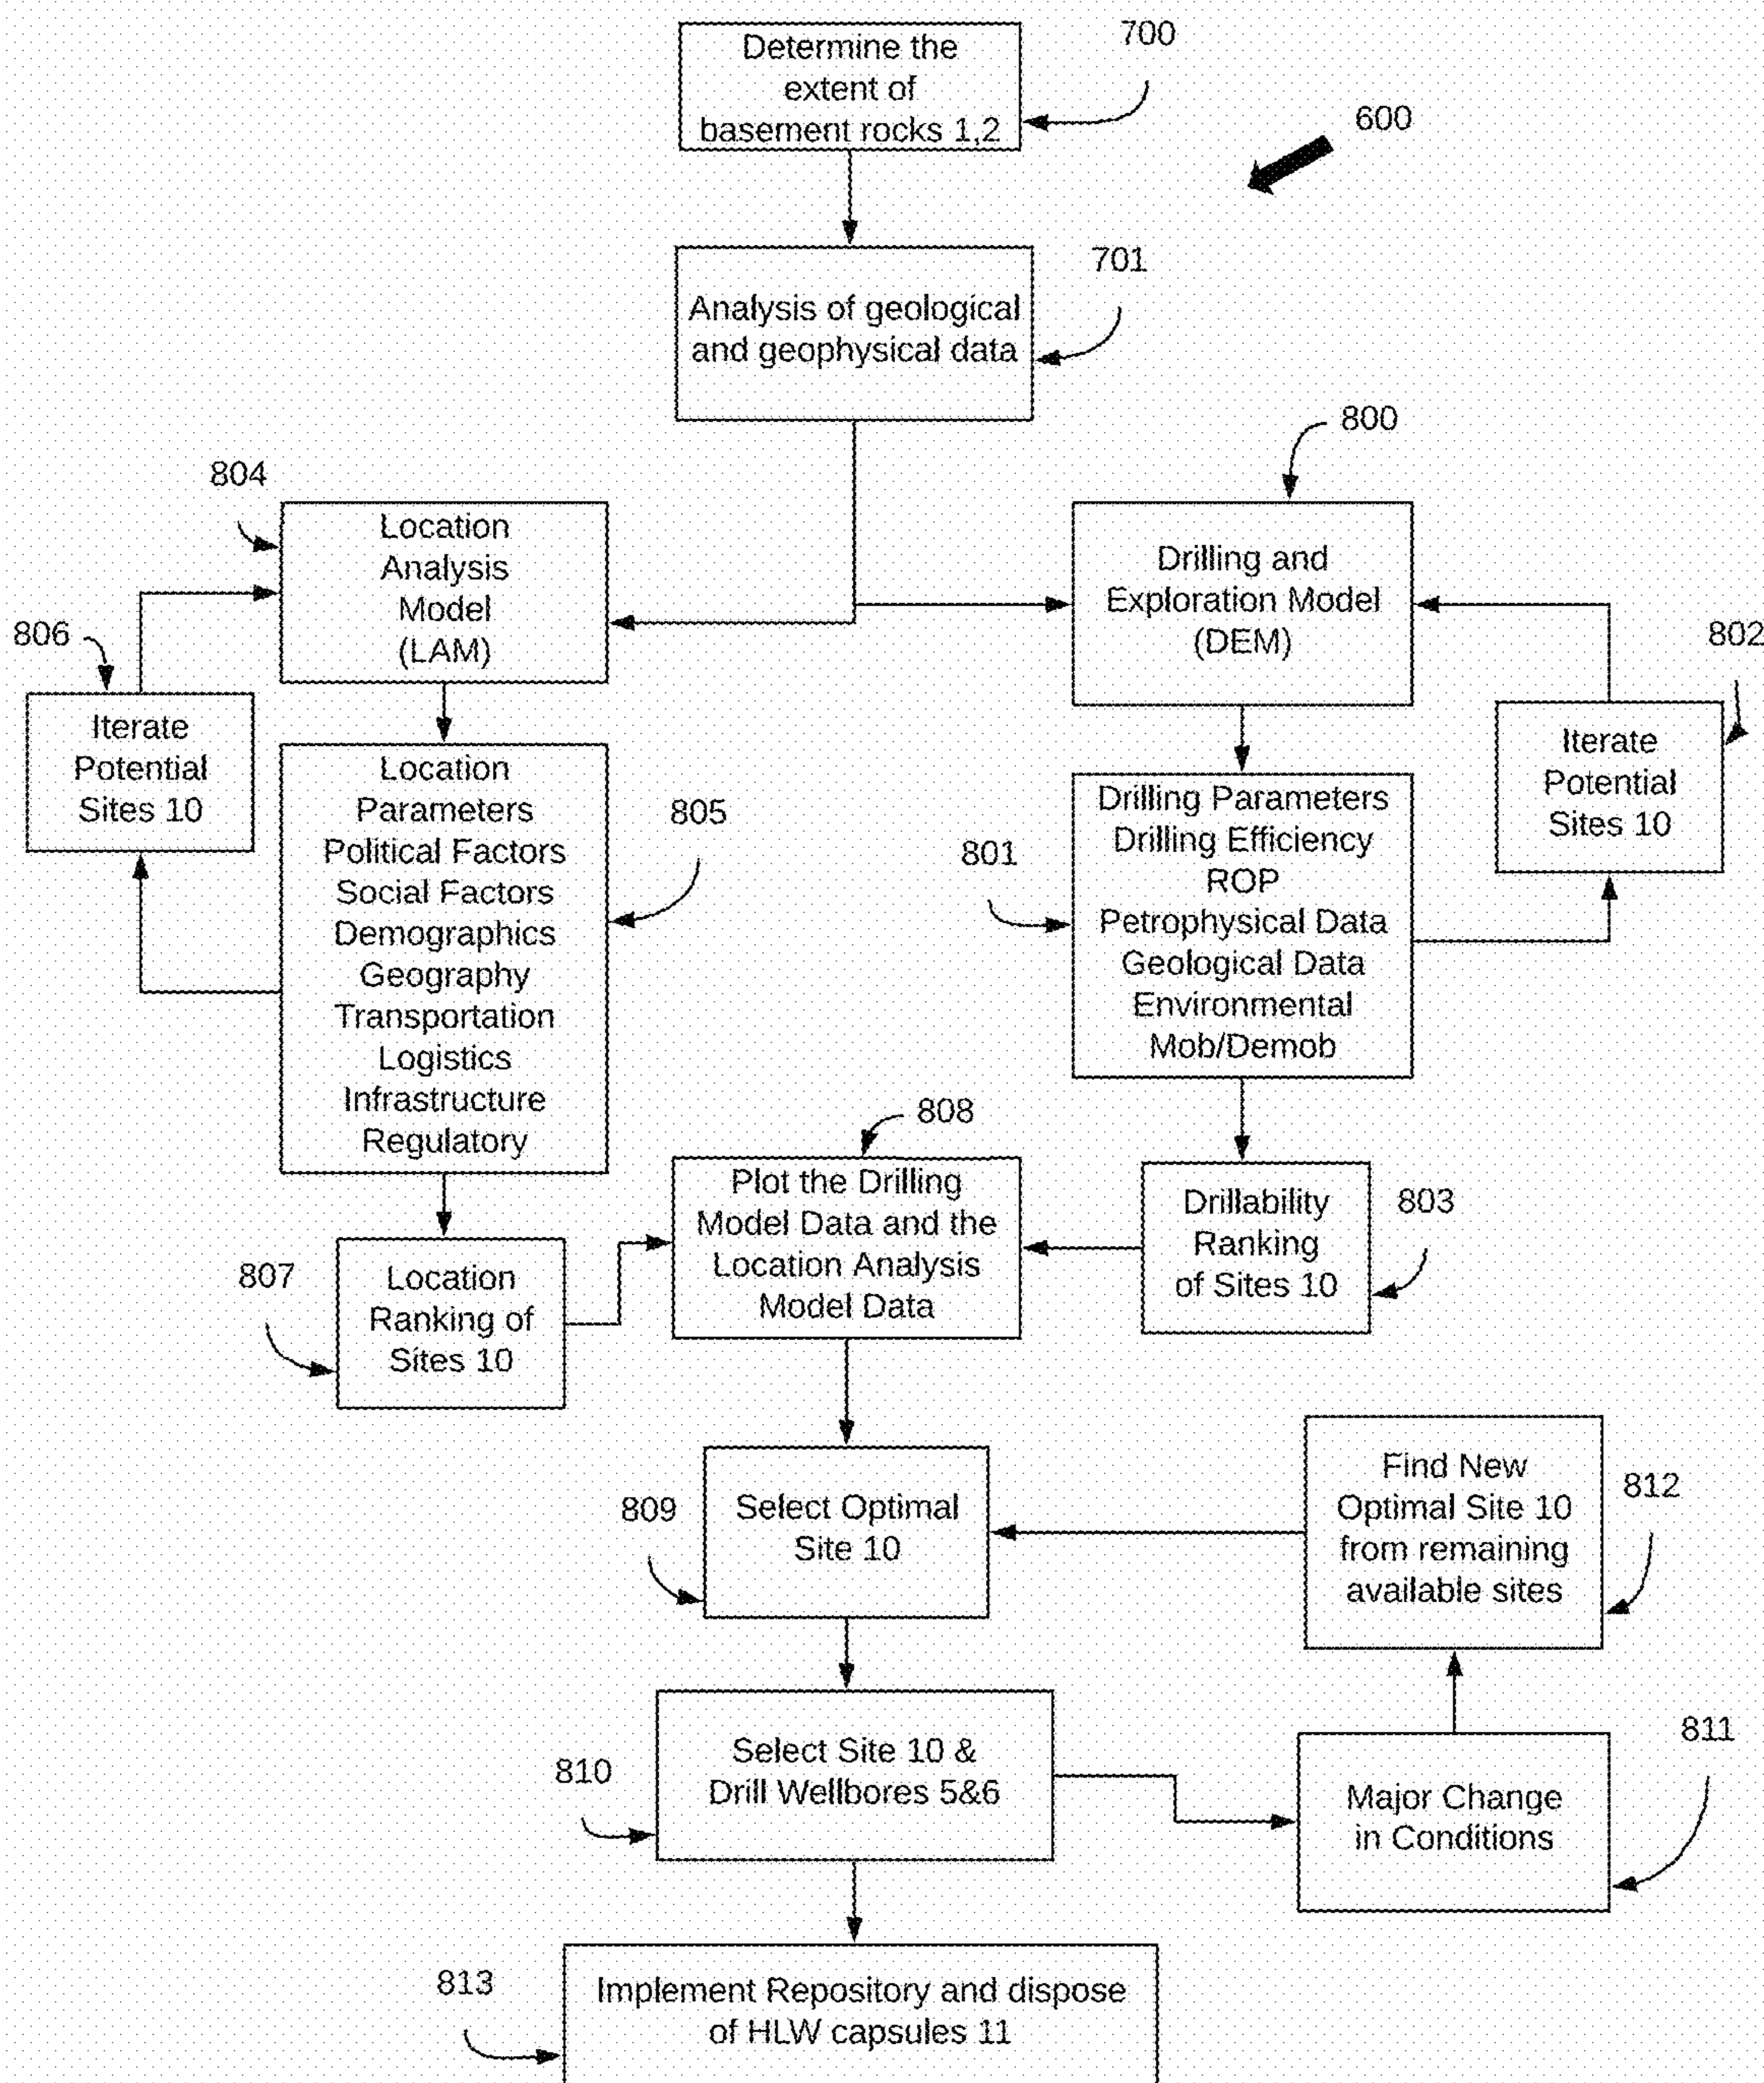 700
Determine the
extent of
basement rocks 1,2
600
701
Analysis of geological
and geophysical data
800
804
Location
Analysis
Model
(LAM)
Drilling and
Exploration Model
(DEM)
806
Iterate
Potential
Sites 10
802
Iterate
Potential
Sites 10
Location
Parameters
Political Factors
Social Factors
Demographics
Geography
Transportation
Logistics
Infrastructure
Regulatory
805
801
Drilling Parameters
Drilling Efficiency
ROP
Petrophysical Data
Geological Data
Environmental
Mob/Demob
808
Plot the Drilling
Model Data and the
Location Analysis
Model Data
Drillability
Ranking
of Sites 10
803
807
Location
Ranking of
Sites 10
809
Select Optimal
Site 10
Find New
Optimal Site 10
from remaining
available sites
812
810
Select Site 10 &
Drill Wellbores 5&6
Major Change
in Conditions
811
813
Implement Repository and dispose
of HLW capsules 11